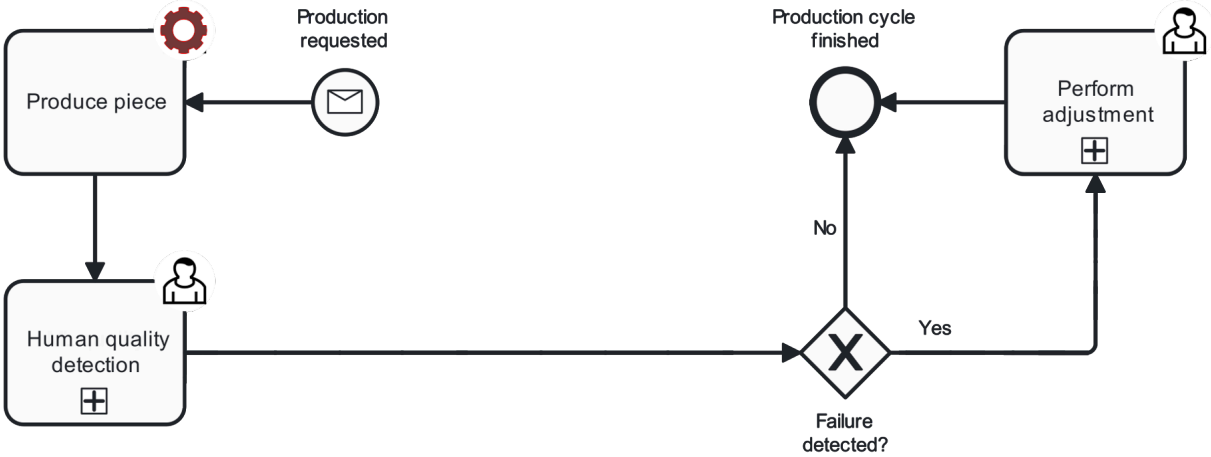 Production
requested
Production cycle
finished
Produce piece
Perform
adjustment
No
Yes
Human quality
detection
X
Failure
detected?